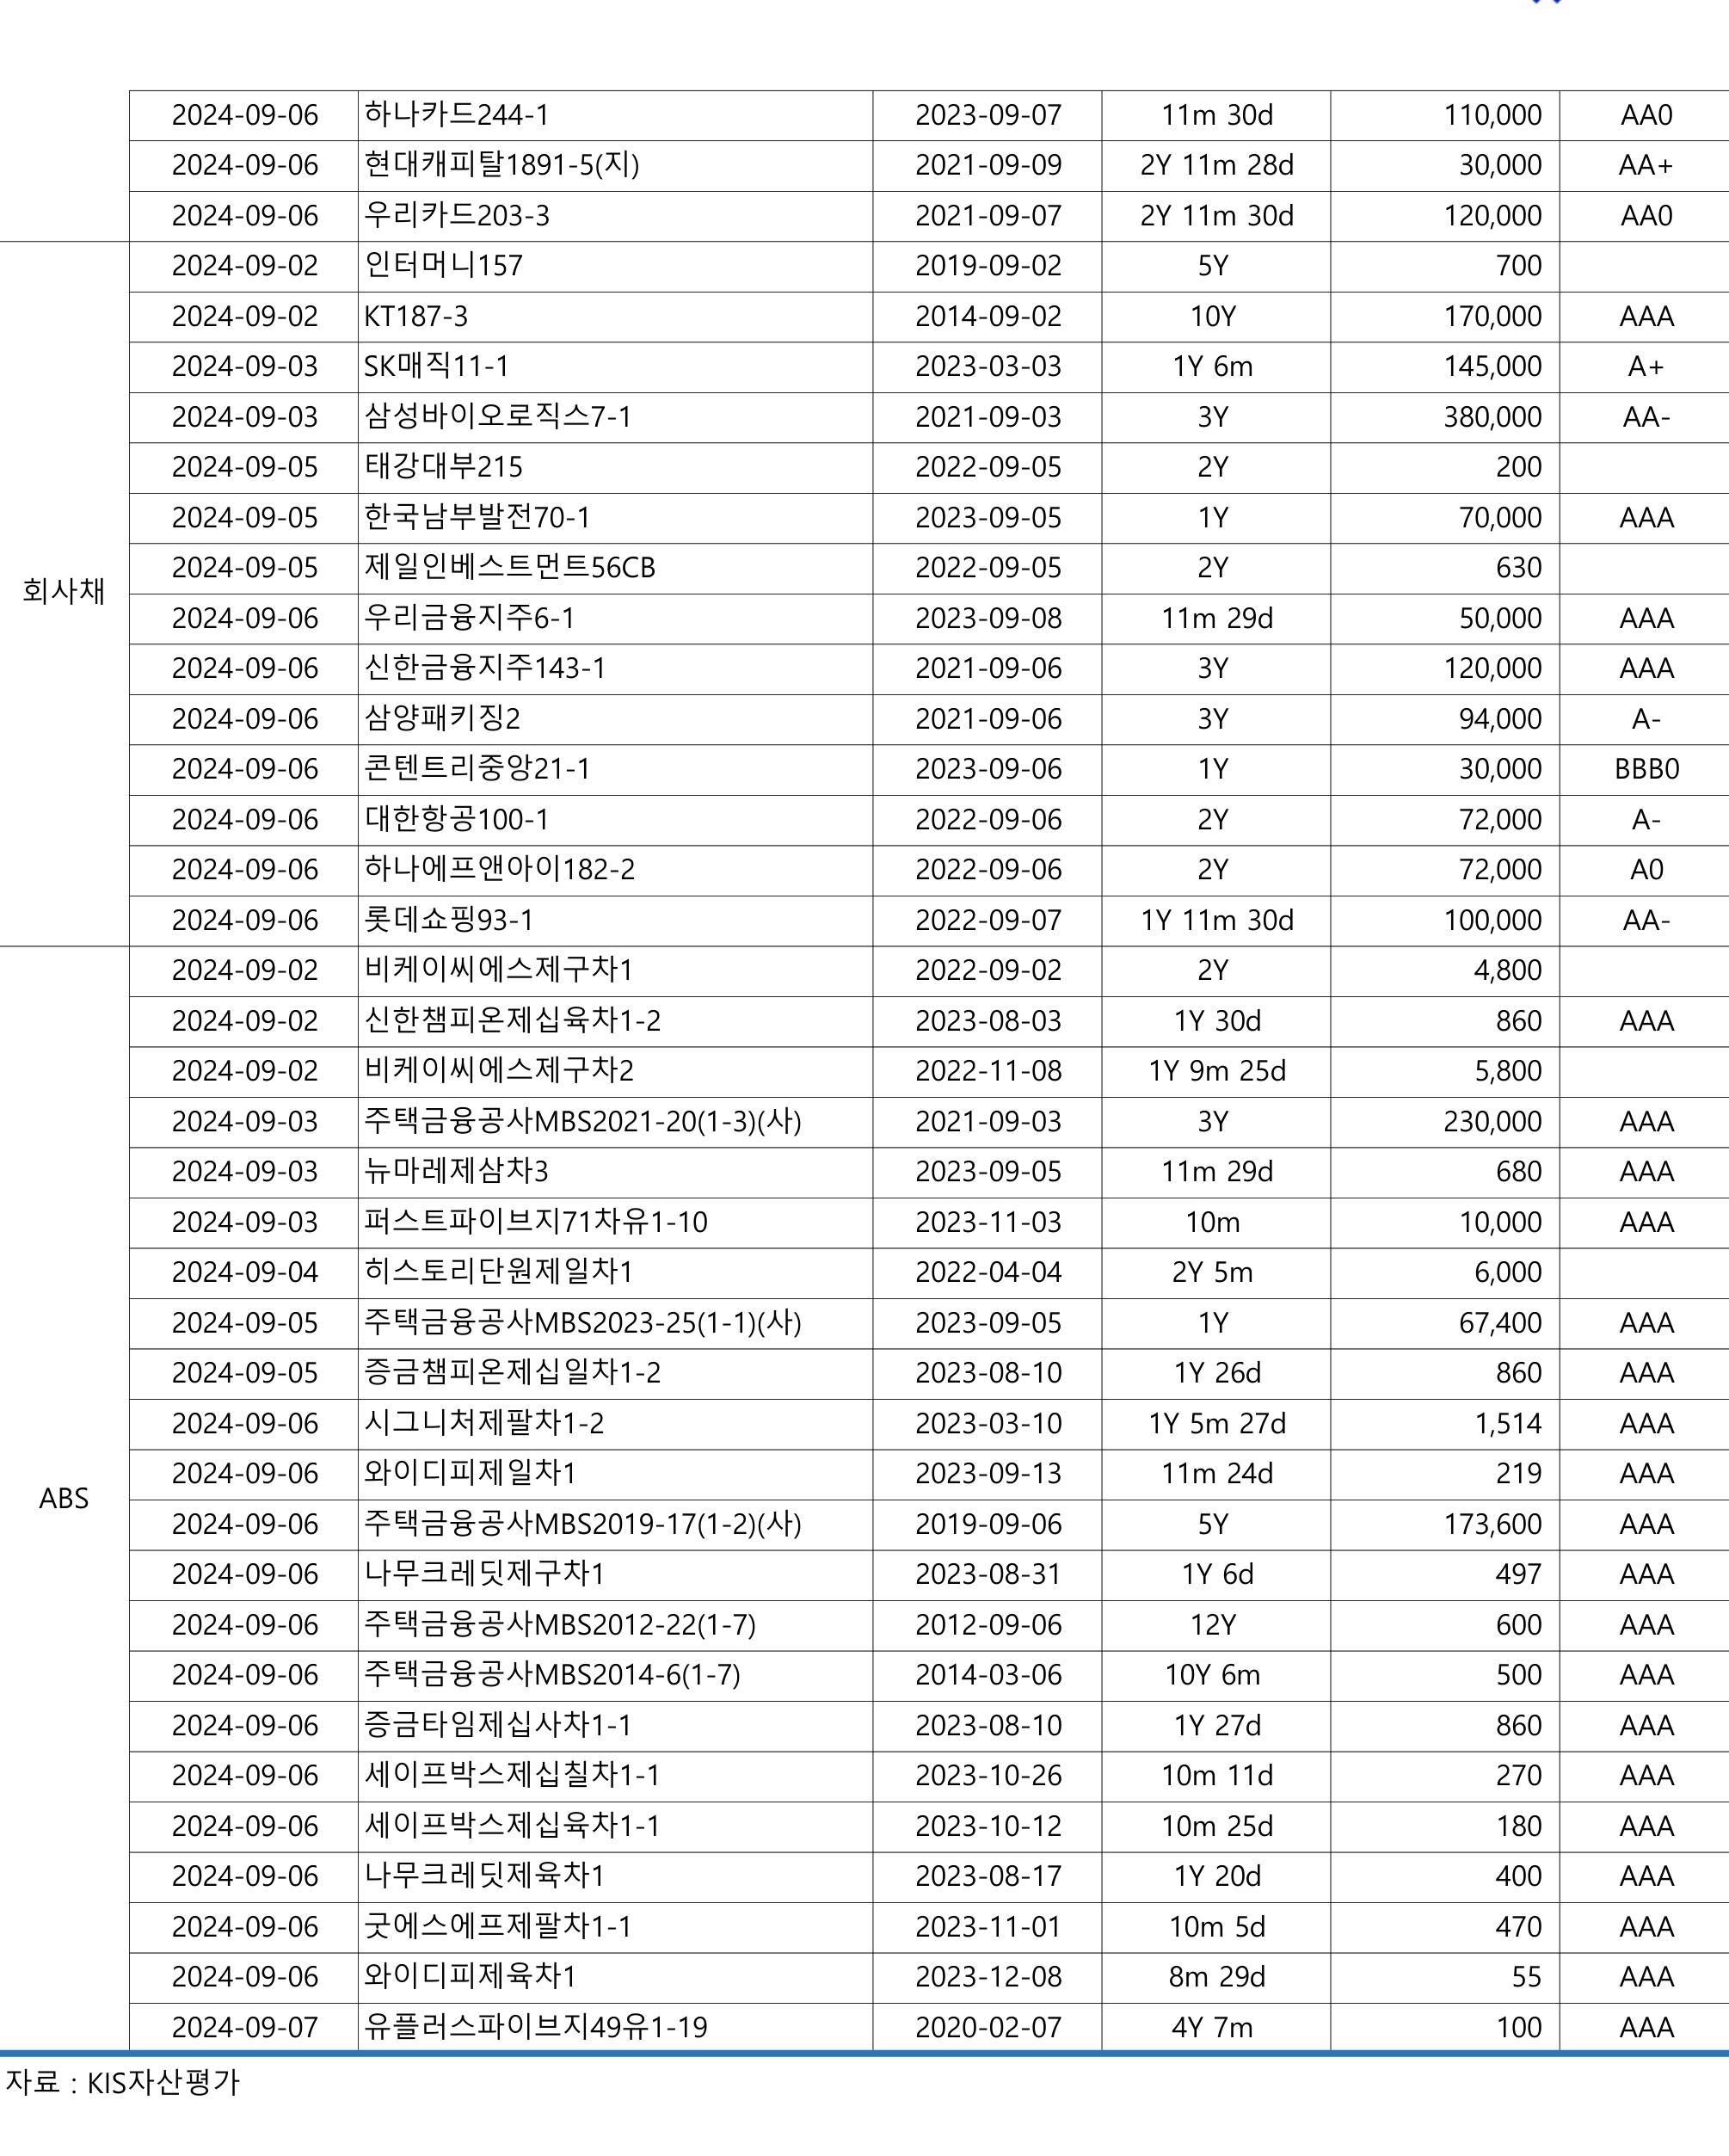 2024-09-06 하나카드244-1 2023-09-07 11m 30d 110,000 AA0
2024-09-06 현대캐피탈1891-5(지) 2021-09-09 2Y 11m 28d 30,000 AA+
2024-09-06 우리카드203-3 2021-09-07 2Y 11m 30d 120,000 AA0
2024-09-02 인터머니157 2019-09-02 5Y 700
2024-09-02 KT187-3 2014-09-02 10Y 170,000 AAA
2024-09-03 SK매직11-1 2023-03-03 1Y 6m 145,000 A+
2024-09-03 삼성바이오로직스7-1 2021-09-03 3Y 380,000 AA-
2024-09-05 태강대부215 2022-09-05 2Y 200
2024-09-05 한국남부발전70-1 2023-09-05 1Y 70,000 AAA
2024-09-05 제일인베스트먼트56CB 2022-09-05 2Y 630
회사채
2024-09-06 우리금융지주6-1 2023-09-08 11m 29d 50,000 AAA
2024-09-06 신한금융지주143-1 2021-09-06 3Y 120,000 AAA
2024-09-06 삼양패키징2 2021-09-06 3Y 94,000 A-
2024-09-06 콘텐트리중앙21-1 2023-09-06 1Y 30,000 BBB0
2024-09-06 대한항공100-1 2022-09-06 2Y 72,000 A-
2024-09-06 하나에프앤아이182-2 2022-09-06 2Y 72,000 A0
2024-09-06 롯데쇼핑93-1 2022-09-07 1Y 11m 30d 100,000 AA-
2024-09-02 비케이씨에스제구차1 2022-09-02 2Y 4,800
2024-09-02 신한챔피온제십육차1-2 2023-08-03 1Y 30d 860 AAA
2024-09-02 비케이씨에스제구차2 2022-11-08 1Y 9m 25d 5,800
2024-09-03 주택금융공사MBS2021-20(1-3)(사) 2021-09-03 3Y 230,000 AAA
2024-09-03 뉴마레제삼차3 2023-09-05 11m 29d 680 AAA
2024-09-03 퍼스트파이브지71차유1-10 2023-11-03 10m 10,000 AAA
2024-09-04 히스토리단원제일차1 2022-04-04 2Y 5m 6,000
2024-09-05 주택금융공사MBS2023-25(1-1)(사) 2023-09-05 1Y 67,400 AAA
2024-09-05 증금챔피온제십일차1-2 2023-08-10 1Y 26d 860 AAA
2024-09-06 시그니처제팔차1-2 2023-03-10 1Y 5m 27d 1,514 AAA
2024-09-06 와이디피제일차1 2023-09-13 11m 24d 219 AAA
ABS
2024-09-06 주택금융공사MBS2019-17(1-2)(사) 2019-09-06 5Y 173,600 AAA
2024-09-06 나무크레딧제구차1 2023-08-31 1Y 6d 497 AAA
2024-09-06 주택금융공사MBS2012-22(1-7) 2012-09-06 12Y 600 AAA
2024-09-06 주택금융공사MBS2014-6(1-7) 2014-03-06 10Y 6m 500 AAA
2024-09-06 증금타임제십사차1-1 2023-08-10 1Y 27d 860 AAA
2024-09-06 세이프박스제십칠차1-1 2023-10-26 10m 11d 270 AAA
2024-09-06 세이프박스제십육차1-1 2023-10-12 10m 25d 180 AAA
2024-09-06 나무크레딧제육차1 2023-08-17 1Y 20d 400 AAA
2024-09-06 굿에스에프제팔차1-1 2023-11-01 10m 5d 470 AAA
2024-09-06 와이디피제육차1 2023-12-08 8m 29d 55 AAA
2024-09-07 유플러스파이브지49유1-19 2020-02-07 4Y 7m 100 AAA
자료 : KIS자산평가